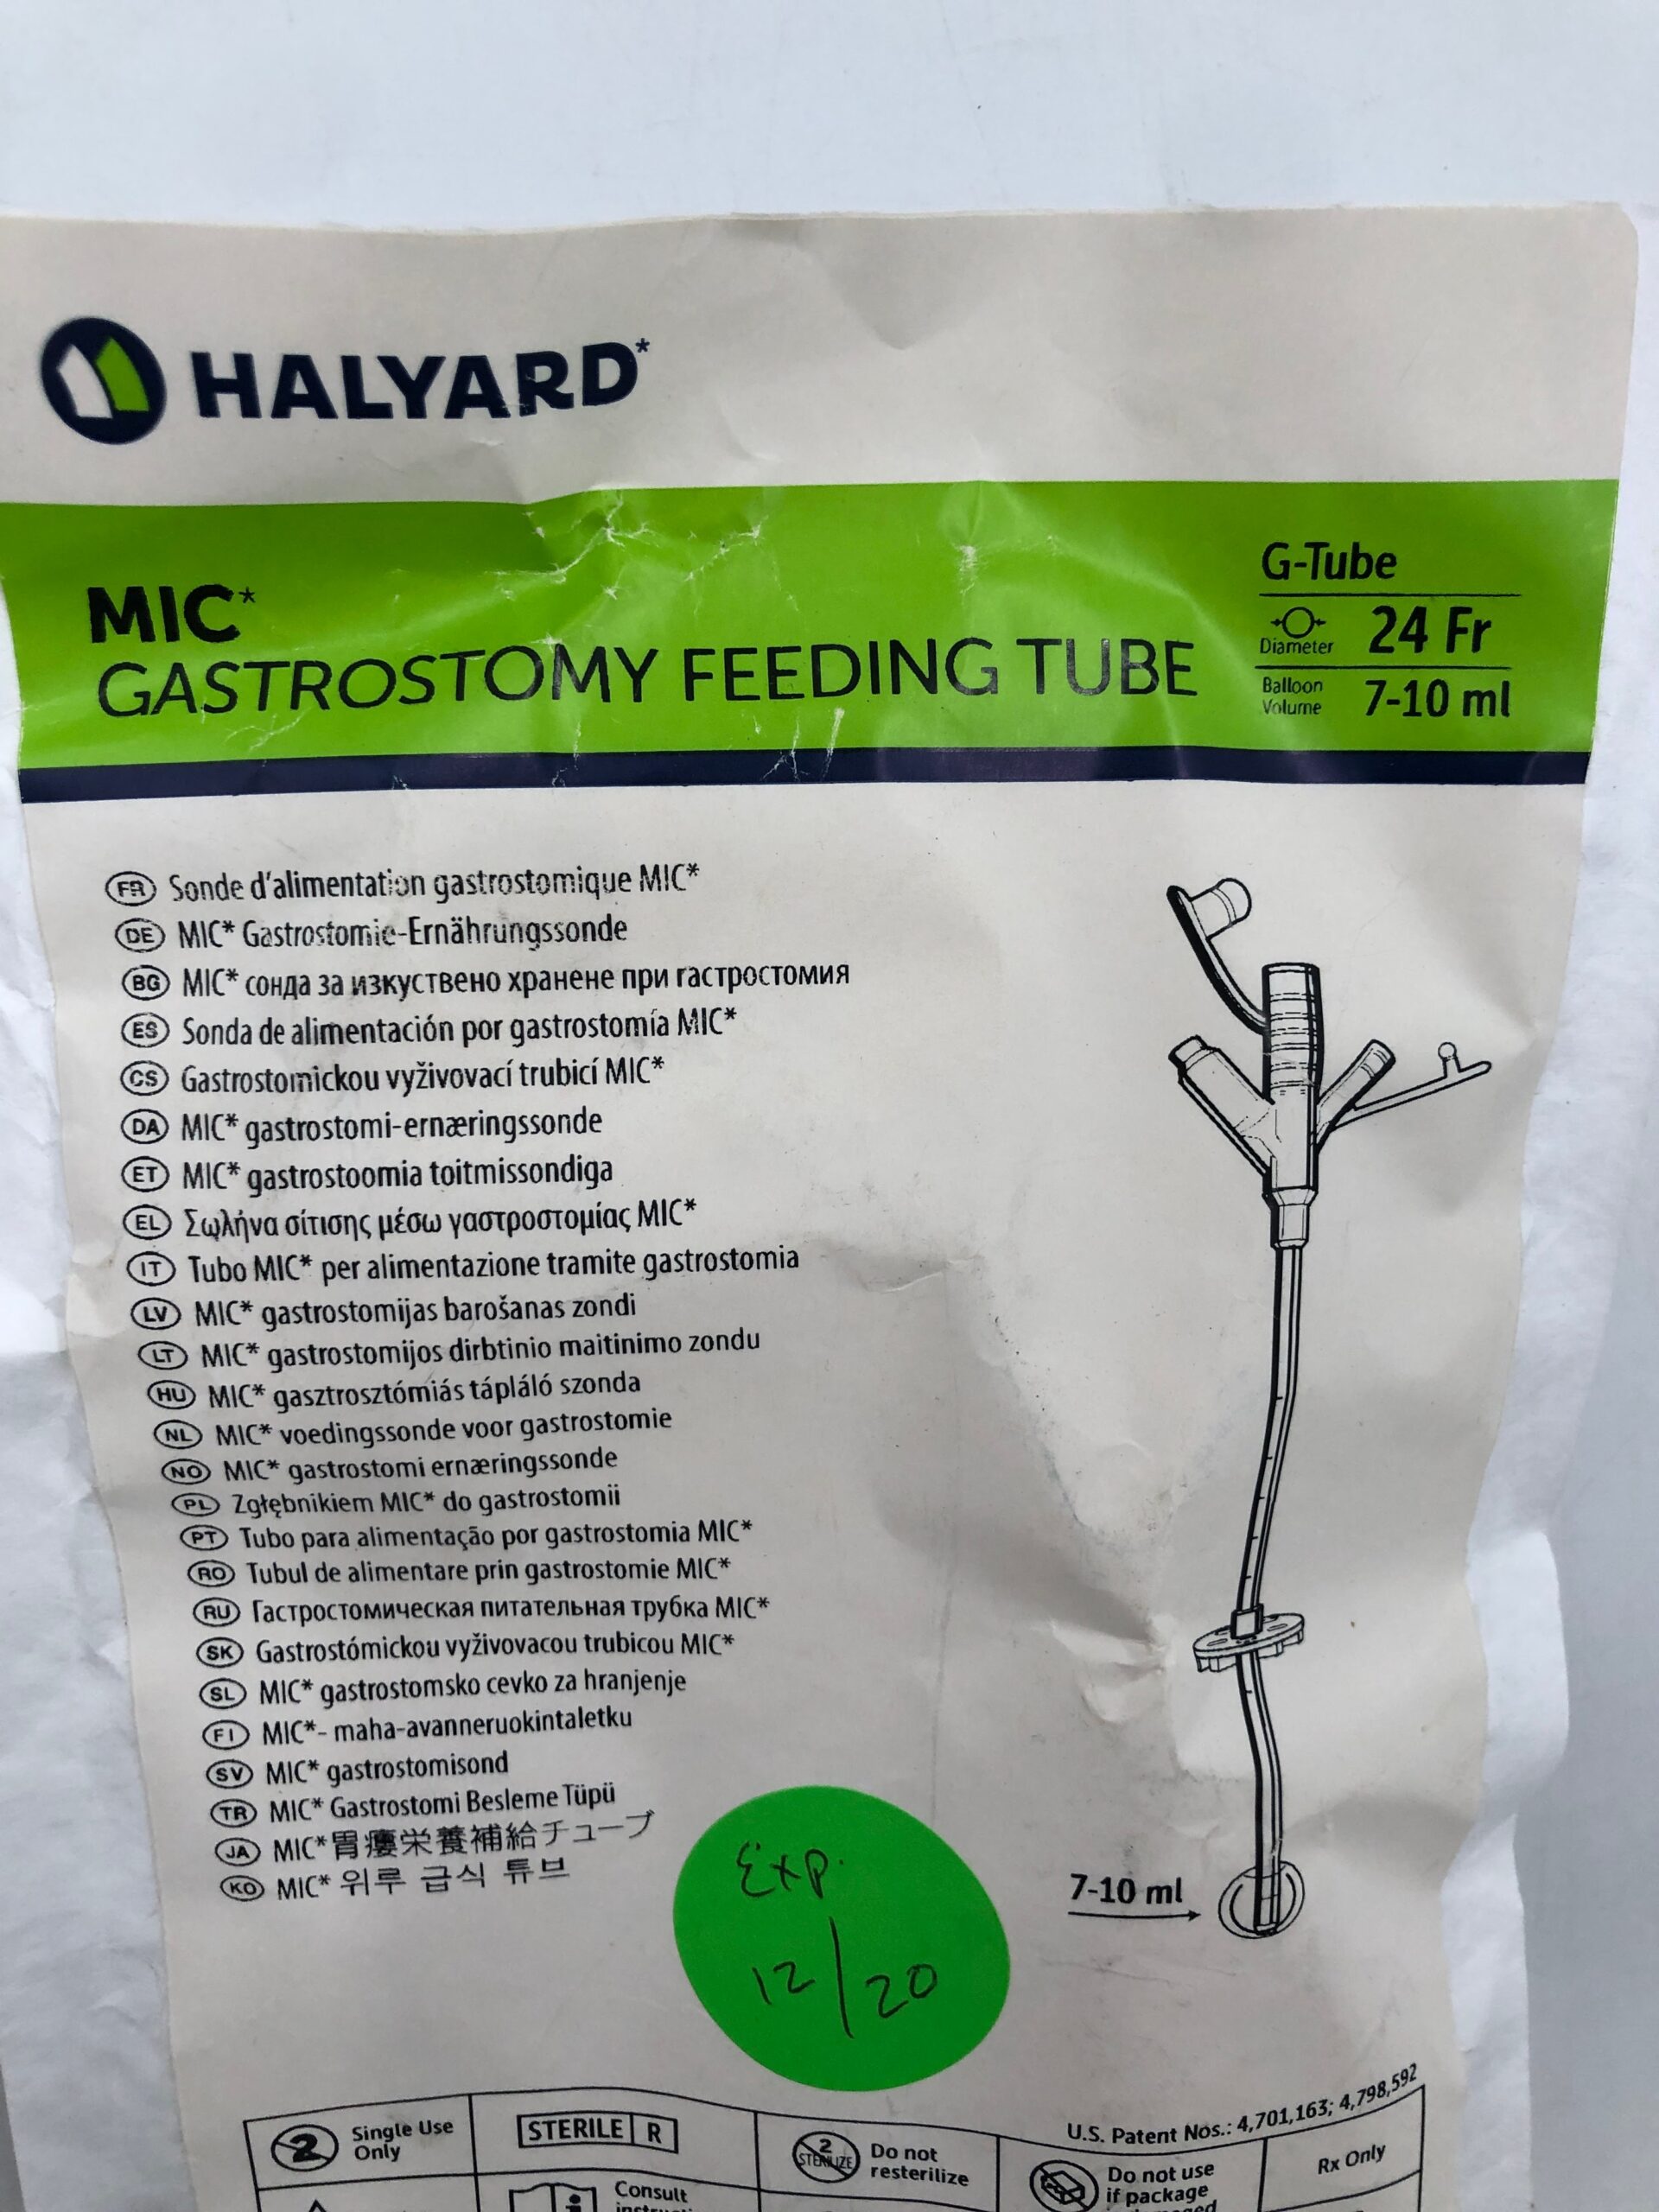 HALYARD*
MIC*
GASTROSTOMY FEEDING TUBE
G-Tube
Diameter 24 Fr
Balloon Volume 7-10 ml
FR Sonde d'alimentation gastrostomique MIC*
DE MIC* Gastrostomie-Ernährungssonde
BG MIC* сонда за изкуствено хранене при гастростомия
ES Sonda de alimentación por gastrostomía MIC*
CS Gastrostomickou vyživovací trubicí MIC*
DA MIC* gastrostomi-ernæringssonde
ET MIC* gastrostoomia toitmissondiga
EL Σωλήνα σίτισης μέσω γαστροστομίας MIC*
IT Tubo MIC* per alimentazione tramite gastrostomia
LV MIC* gastrostomijas barošanas zondi
LT MIC* gastrostomijos dirbtinio maitinimo zondu
HU MIC* gasztrosztómiás tápláló szonda
NL MIC* voedingssonde voor gastrostomie
NO MIC* gastrostomi ernæringssonde
PL Zgłębnikiem MIC* do gastrostomii
PT Tubo para alimentação por gastrostomia MIC*
RO Tubul de alimentare prin gastrostomie MIC*
RU Гастростомическая питательная трубка MIC*
SK Gastrostómickou vyživovacou trubicou MIC*
SL MIC* gastrostomsko cevko za hranjenje
FI MIC*- maha-avanneruokintaletku
SV MIC* gastrostomisond
TR MIC* Gastrostomi Besleme Tüpü
JA MIC*胃瘻栄養補給チューブ
KO MIC* 위루 급식 튜브
7-10 ml
Exp.
12/20
U.S. Patent Nos.: 4,701,163; 4,798,592
2 Single Use
Only
STERILE R
2
STERILIZE
Do not
resterilize
Do not use
if package
Rx Only
Consult